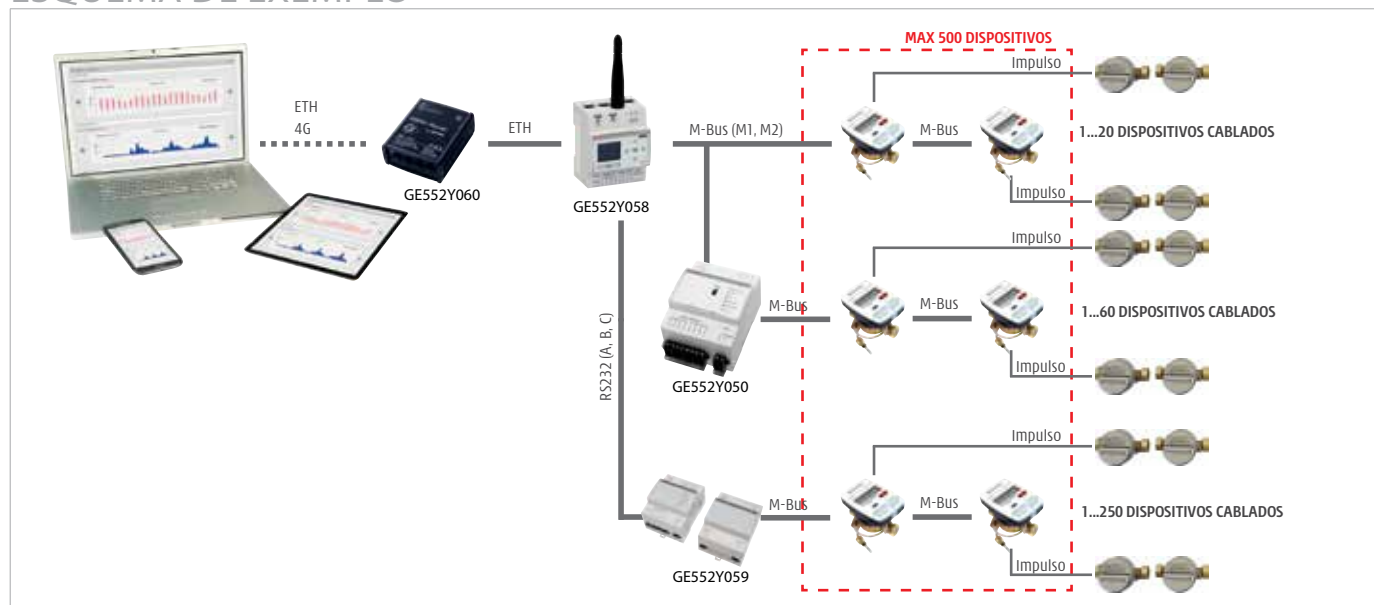 ESQUEMA DE EXEMPLO
MAX 500 DISPOSITIVOS
Impulso
ETH
4G
ETH
M-Bus (M1, M2)
M-Bus
1...20 DISPOSITIVOS CABLADOS
GE552Y060
GE552Y058
Impulso
Impulso
RS232 (A, B, C)
M-Bus
M-Bus
1...60 DISPOSITIVOS CABLADOS
GE552Y050
Impulso
Impulso
M-Bus
M-Bus
1...250 DISPOSITIVOS CABLADOS
GE552Y059
Impulso